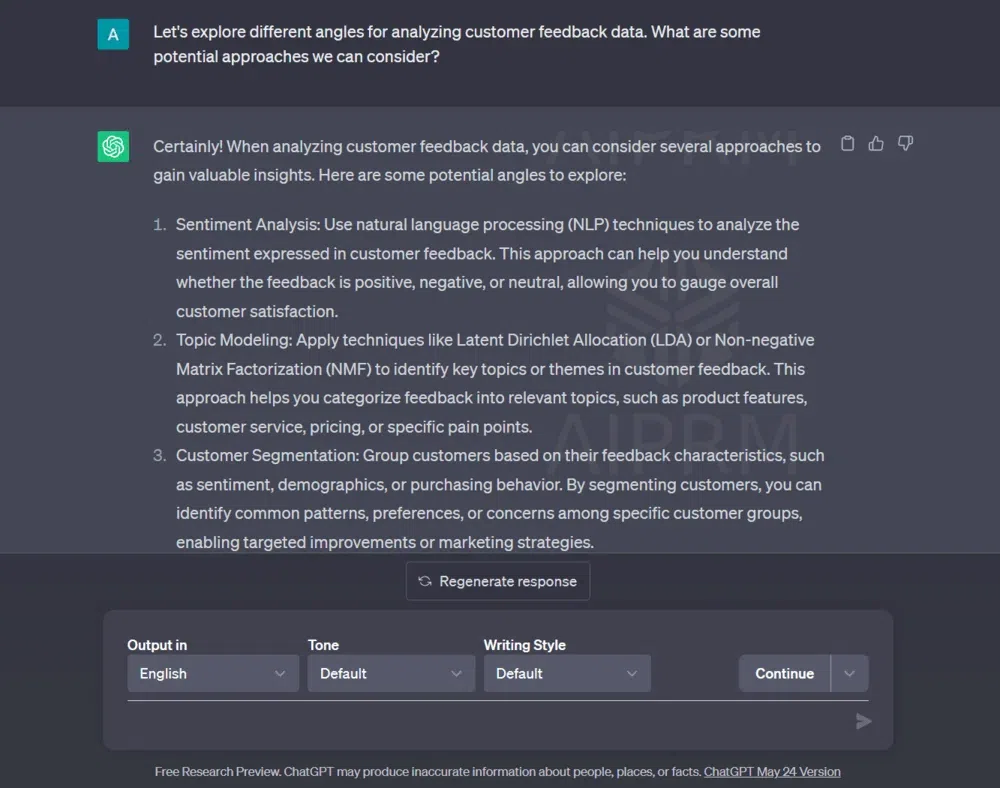 A
Let's explore different angles for analyzing customer feedback data. What are some
potential approaches we can consider?
Certainly! When analyzing customer feedback data, you can consider several approaches to
gain valuable insights. Here are some potential angles to explore:
1. Sentiment Analysis: Use natural language processing (NLP) techniques to analyze the
sentiment expressed in customer feedback. This approach can help you understand
whether the feedback is positive, negative, or neutral, allowing you to gauge overall
customer satisfaction.
2. Topic Modeling: Apply techniques like Latent Dirichlet Allocation (LDA) or Non-negative
Matrix Factorization (NMF) to identify key topics or themes in customer feedback. This
approach helps you categorize feedback into relevant topics, such as product features,
customer service, pricing, or specific pain points.
3. Customer Segmentation: Group customers based on their feedback characteristics, such
as sentiment, demographics, or purchasing behavior. By segmenting customers, you can
identify common patterns, preferences, or concerns among specific customer groups,
enabling targeted improvements or marketing strategies.
AIPRM
AIPRM
Regenerate response
Output in Tone Writing Style
English Default Default Continue
Free Research Preview. ChatGPT may produce inaccurate information about people, places, or facts. ChatGPT May 24 Version